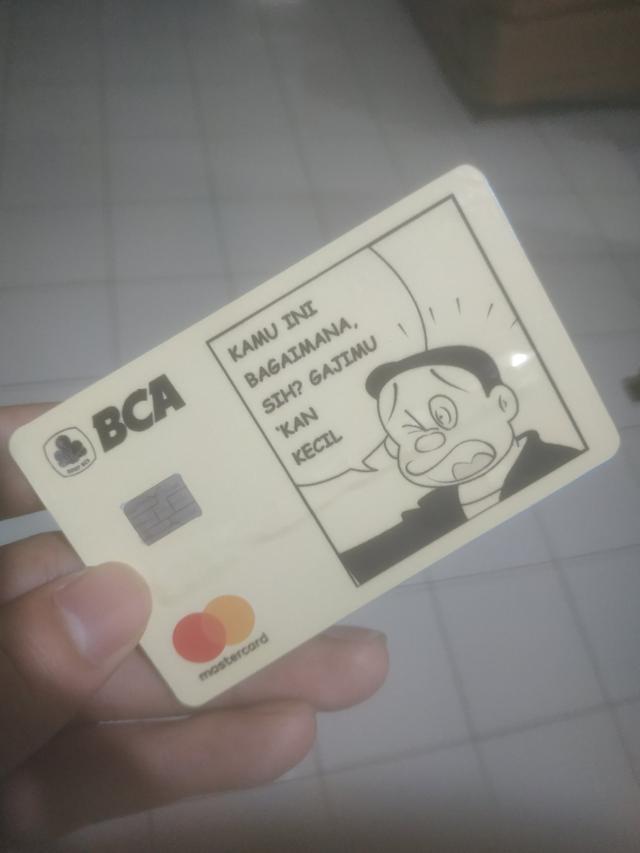 BCA
KAMU INI
BAGAIMANA,
SIH? GAJIMU
'KAN
KECIL
mastercard